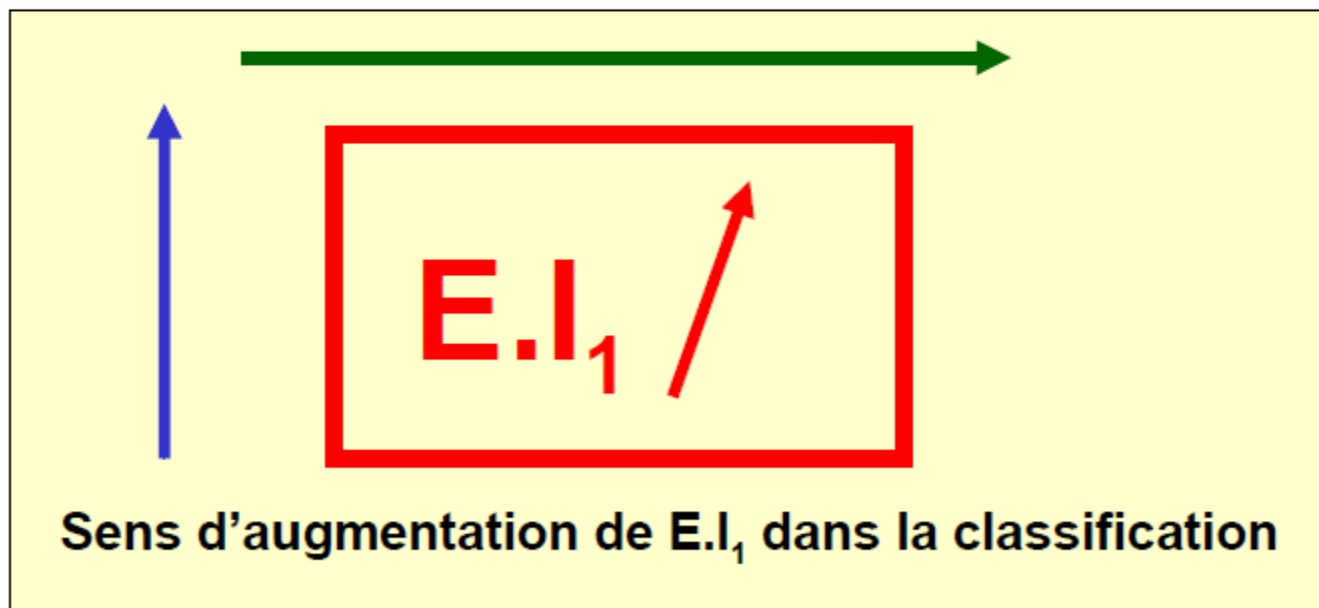 E.I₁
Sens d’augmentation de E.I₁ dans la classification